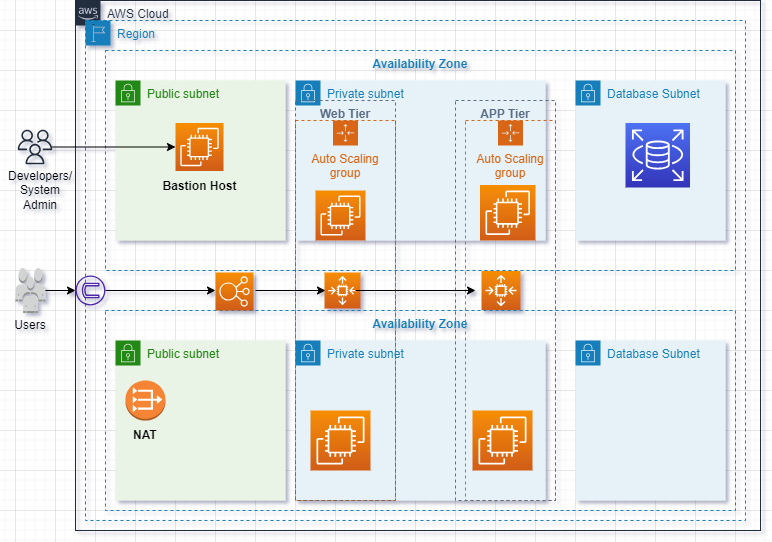 aws
AWS Cloud
Region
Availability Zone
Public subnet
Private subnet
Database Subnet
Web Tier
APP Tier
Auto Scaling
group
Auto Scaling
group
Bastion Host
Developers/
System
Admin
Users
Availability Zone
Public subnet
Private subnet
Database Subnet
NAT